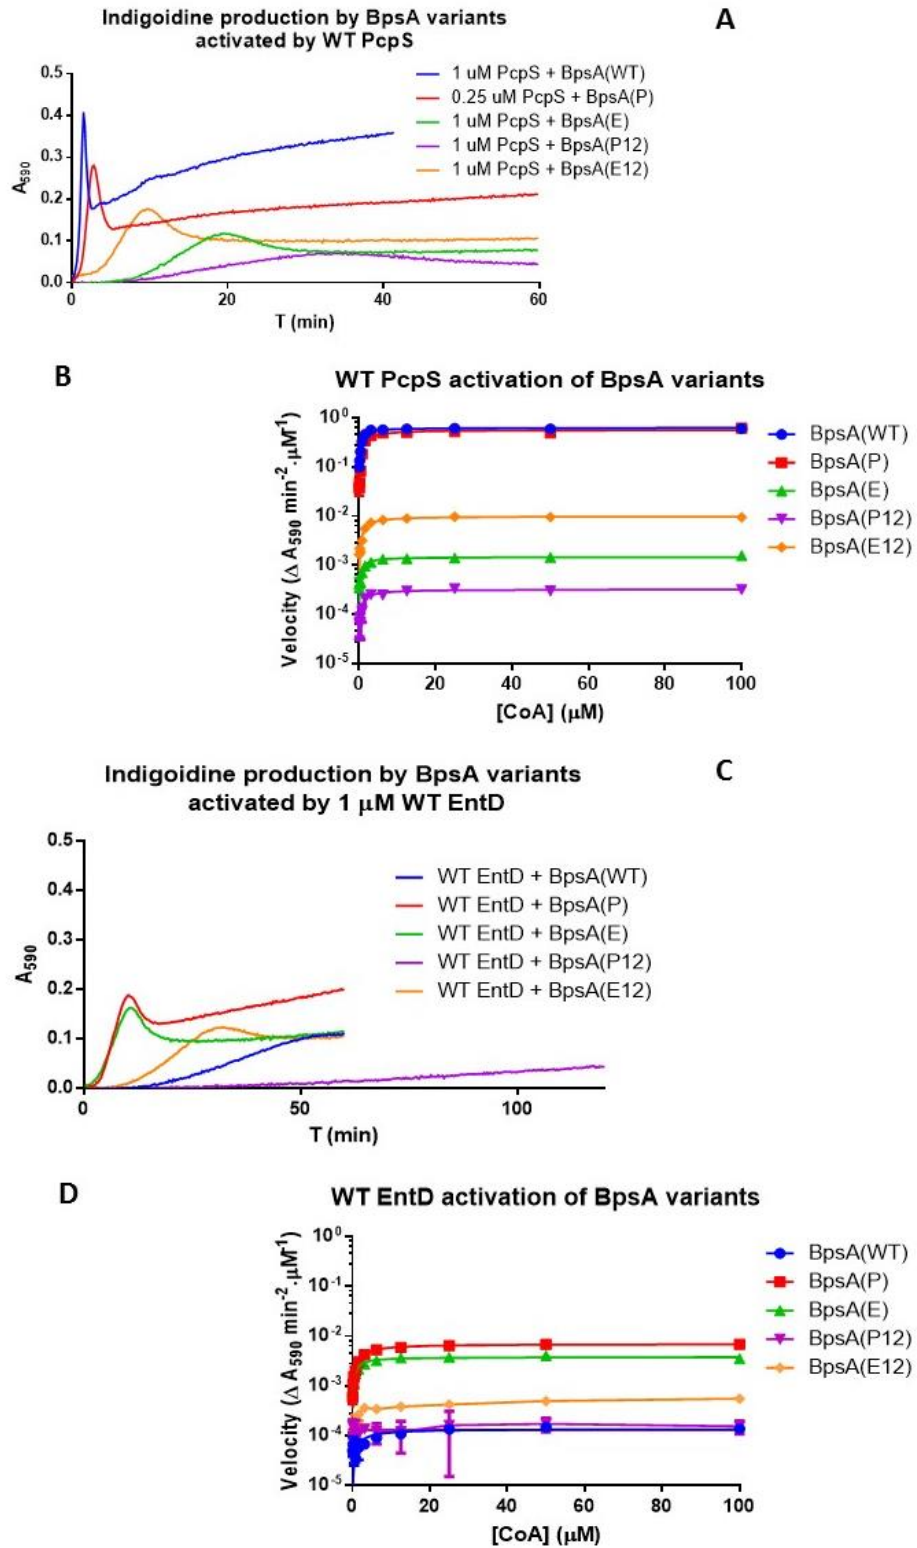 Indigoidine production by BpsA variants
activated by WT PcpS
A
0.5
0.4
0.3
0.2
0.1
0.0
A590
0
20
40
60
T (min)
1 uM PcpS + BpsA(WT)
0.25 uM PcpS + BpsA(P)
1 uM PcpS + BpsA(E)
1 uM PcpS + BpsA(P12)
1 uM PcpS + BpsA(E12)
B
WT PcpS activation of BpsA variants
Velocity (Δ A590 min-2.μM-1)
10^0
10^-1
10^-2
10^-3
10^-4
10^-5
0
20
40
60
80
100
[CoA] (μM)
BpsA(WT)
BpsA(P)
BpsA(E)
BpsA(P12)
BpsA(E12)
Indigoidine production by BpsA variants
activated by 1 μM WT EntD
C
0.5
0.4
0.3
0.2
0.1
0.0
A590
0
50
100
T (min)
WT EntD + BpsA(WT)
WT EntD + BpsA(P)
WT EntD + BpsA(E)
WT EntD + BpsA(P12)
WT EntD + BpsA(E12)
D
WT EntD activation of BpsA variants
Velocity (Δ A590 min-2.μM-1)
10^0
10^-1
10^-2
10^-3
10^-4
10^-5
0
20
40
60
80
100
[CoA] (μM)
BpsA(WT)
BpsA(P)
BpsA(E)
BpsA(P12)
BpsA(E12)